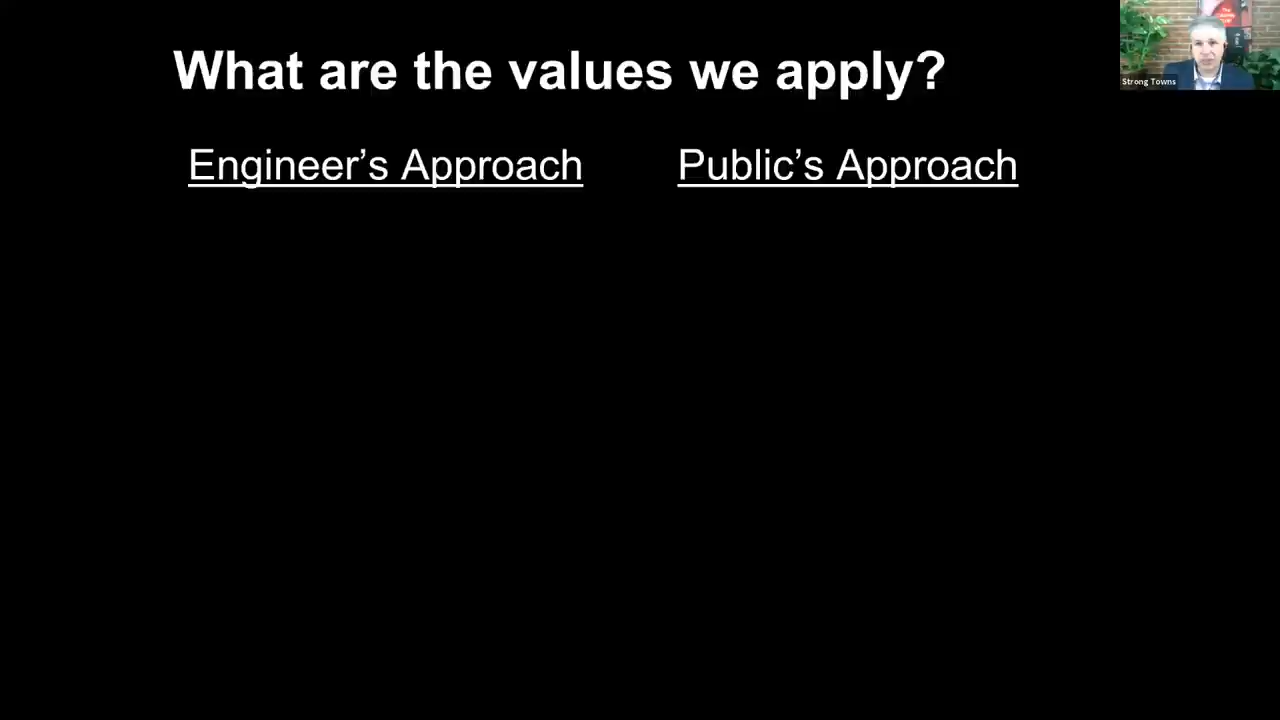 What are the values we apply?
Engineer’s Approach
Public’s Approach
Strong Towns